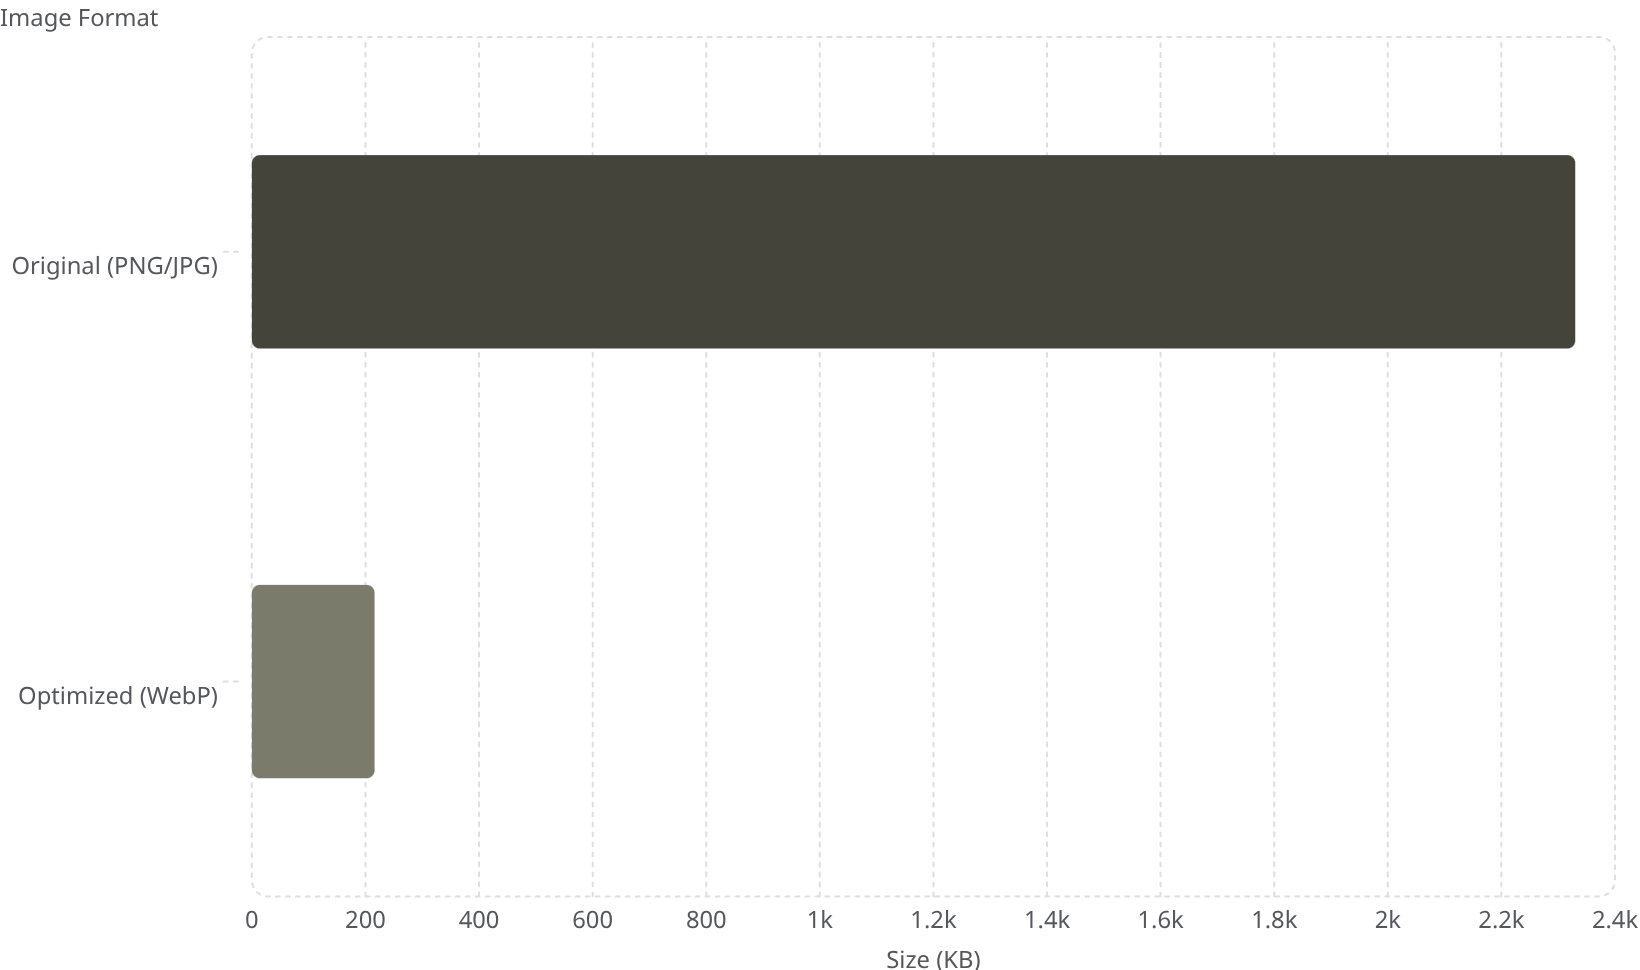 Image Format
Original (PNG/JPG)
Optimized (WebP)
0 200 400 600 800 1k 1.2k 1.4k 1.6k 1.8k 2k 2.2k 2.4k
Size (KB)